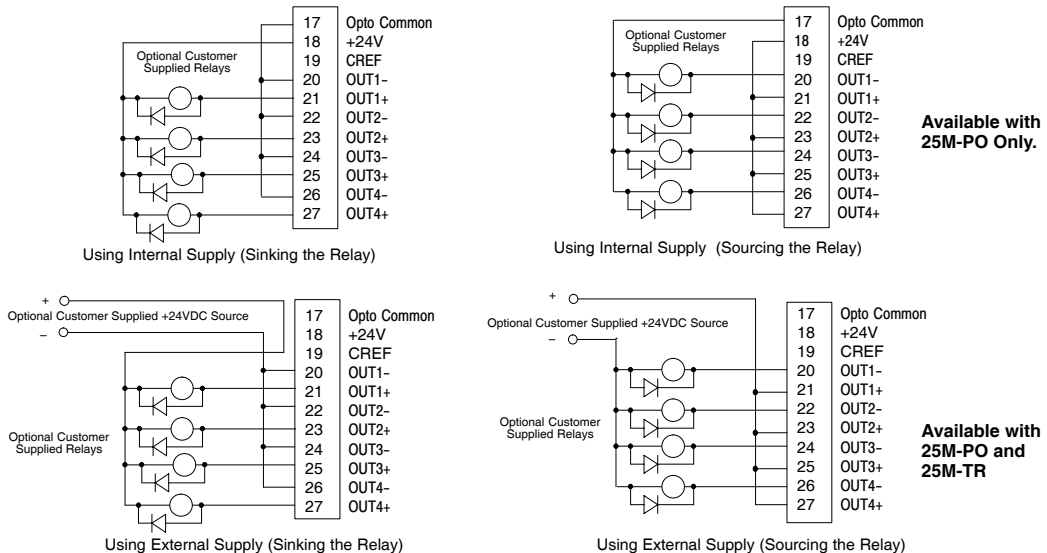 17 Opto Common
18 +24V
19 CREF
20 OUT1-
21 OUT1+
22 OUT2-
23 OUT2+
24 OUT3-
25 OUT3+
26 OUT4-
27 OUT4+
Optional Customer
Supplied Relays
Using Internal Supply (Sinking the Relay)
17 Opto Common
18 +24V
19 CREF
20 OUT1-
21 OUT1+
22 OUT2-
23 OUT2+
24 OUT3-
25 OUT3+
26 OUT4-
27 OUT4+
Optional Customer
Supplied Relays
Using Internal Supply (Sourcing the Relay)
Available with
25M-PO Only.
+
Optional Customer Supplied +24VDC Source
–
17 Opto Common
18 +24V
19 CREF
20 OUT1-
21 OUT1+
22 OUT2-
23 OUT2+
24 OUT3-
25 OUT3+
26 OUT4-
27 OUT4+
Optional Customer
Supplied Relays
Using External Supply (Sinking the Relay)
+
Optional Customer Supplied +24VDC Source
–
17 Opto Common
18 +24V
19 CREF
20 OUT1-
21 OUT1+
22 OUT2-
23 OUT2+
24 OUT3-
25 OUT3+
26 OUT4-
27 OUT4+
Optional Customer
Supplied Relays
Using External Supply (Sourcing the Relay)
Available with
25M-PO and
25M-TR